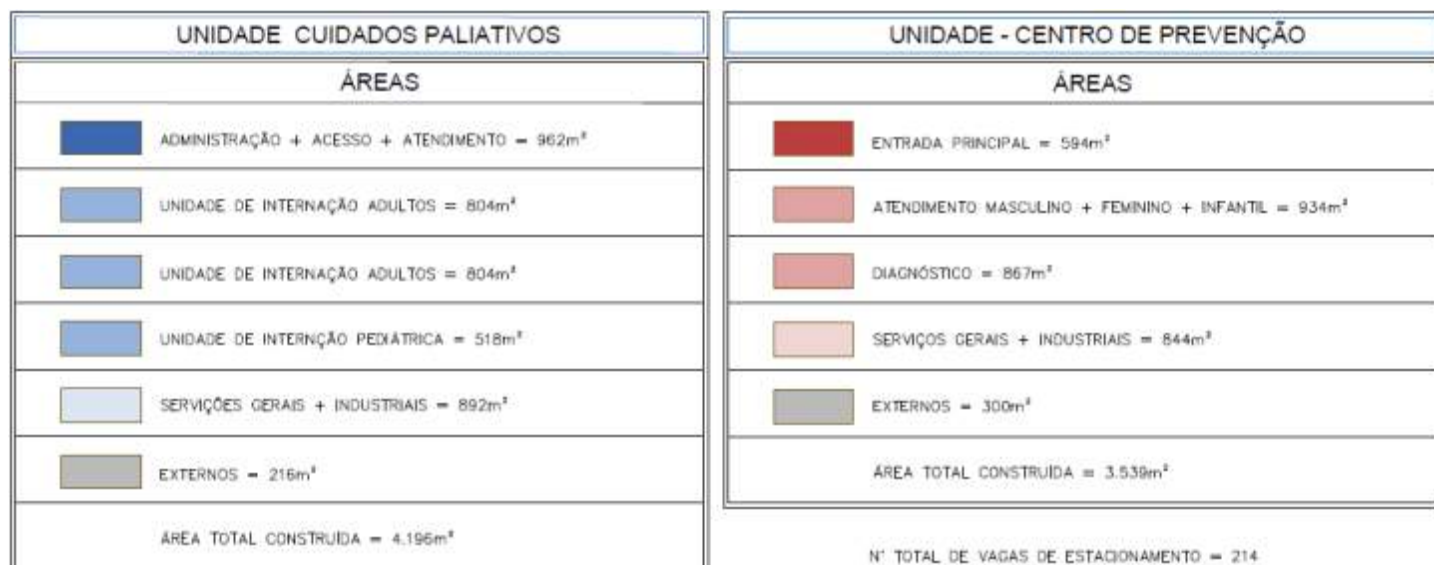 UNIDADE CUIDADOS PALIATIVOS
ÁREAS
ADMINISTRAÇÃO + ACESSO + ATENDIMENTO = 962m²
UNIDADE DE INTERNAÇÃO ADULTOS = 804m²
UNIDADE DE INTERNAÇÃO ADULTOS = 804m²
UNIDADE DE INTERNÇÃO PEDIÁTRICA = 518m²
SERVIÇÕES GERAIS + INDUSTRIAIS = 892m²
EXTERNOS = 216m²
ÁREA TOTAL CONSTRUÍDA = 4.196m²
UNIDADE - CENTRO DE PREVENÇÃO
ÁREAS
ENTRADA PRINCIPAL = 594m²
ATENDIMENTO MASCULINO + FEMININO + INFANTIL = 934m²
DIAGNÓSTICO = 867m²
SERVIÇOS GERAIS + INDUSTRIAIS = 844m²
EXTERNOS = 300m²
ÁREA TOTAL CONSTRUÍDA = 3.539m²
N° TOTAL DE VAGAS DE ESTACIONAMENTO = 214